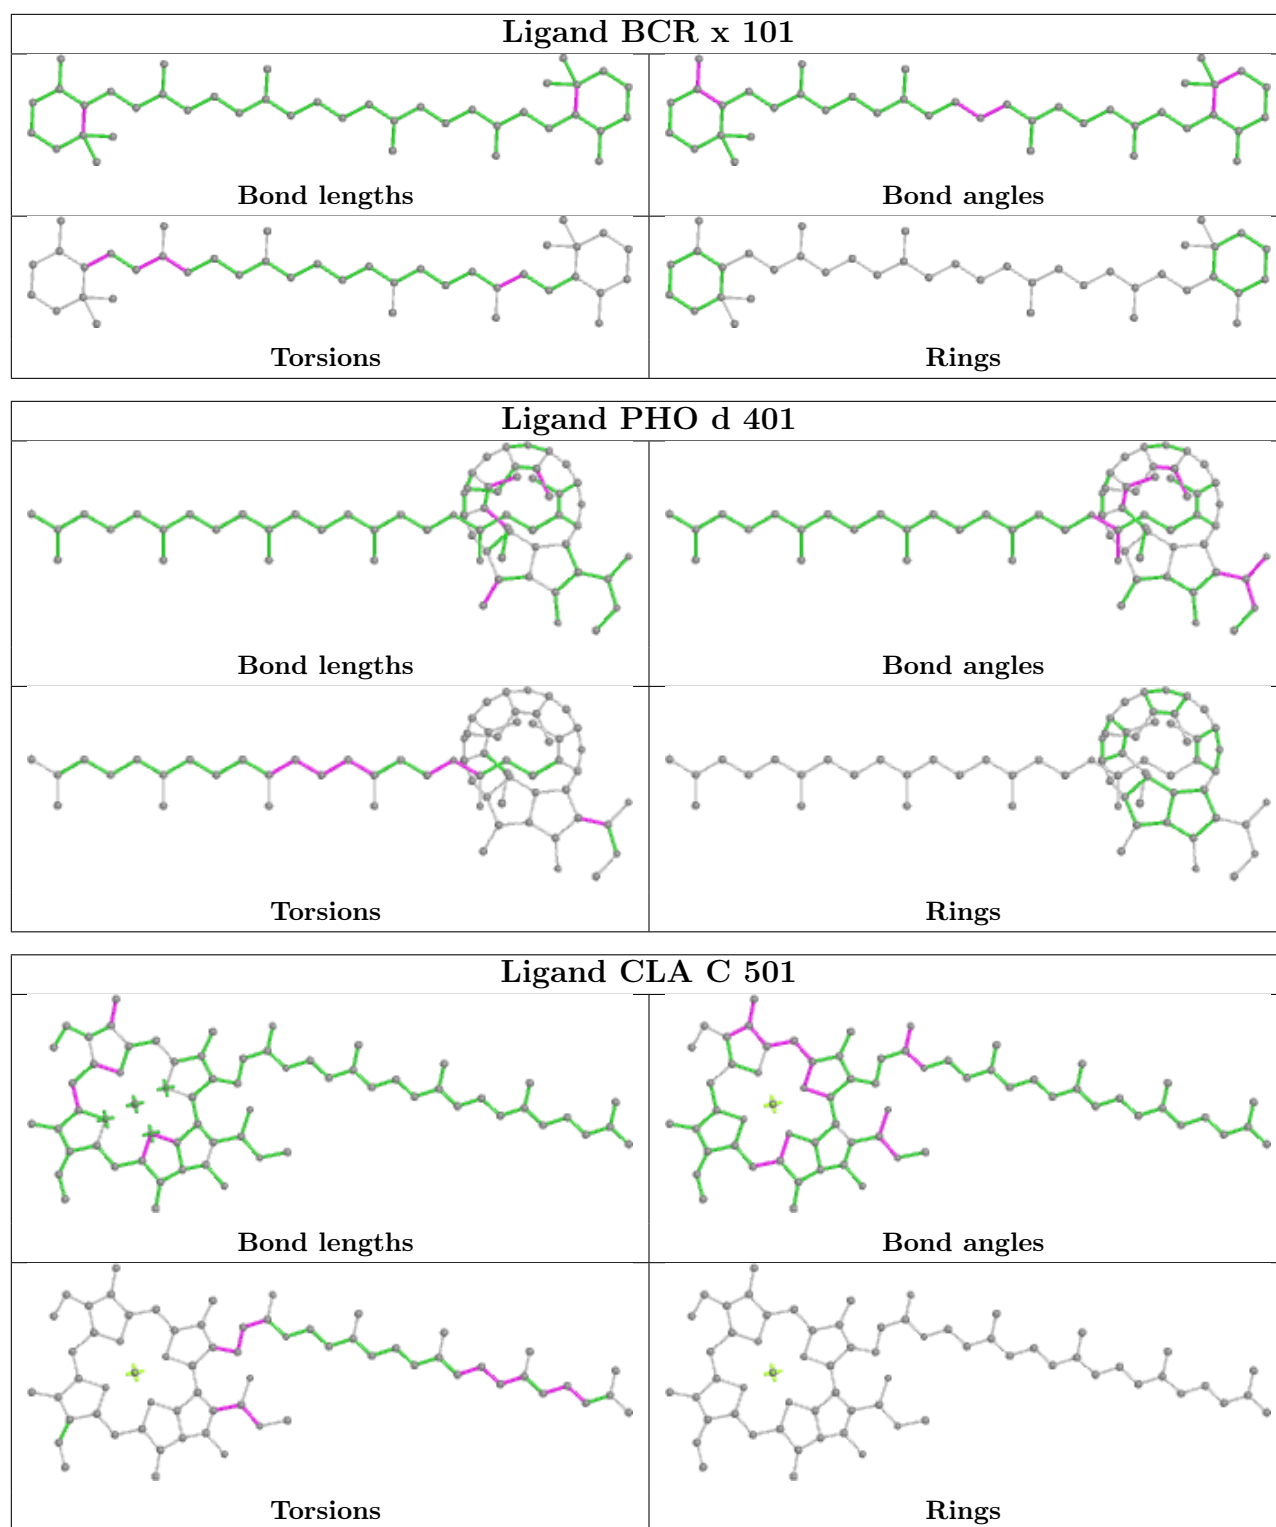 Ligand BCR x 101
Bond lengths
Bond angles
Torsions
Rings
Ligand PHO d 401
Bond lengths
Bond angles
Torsions
Rings
Ligand CLA C 501
Bond lengths
Bond angles
Torsions
Rings